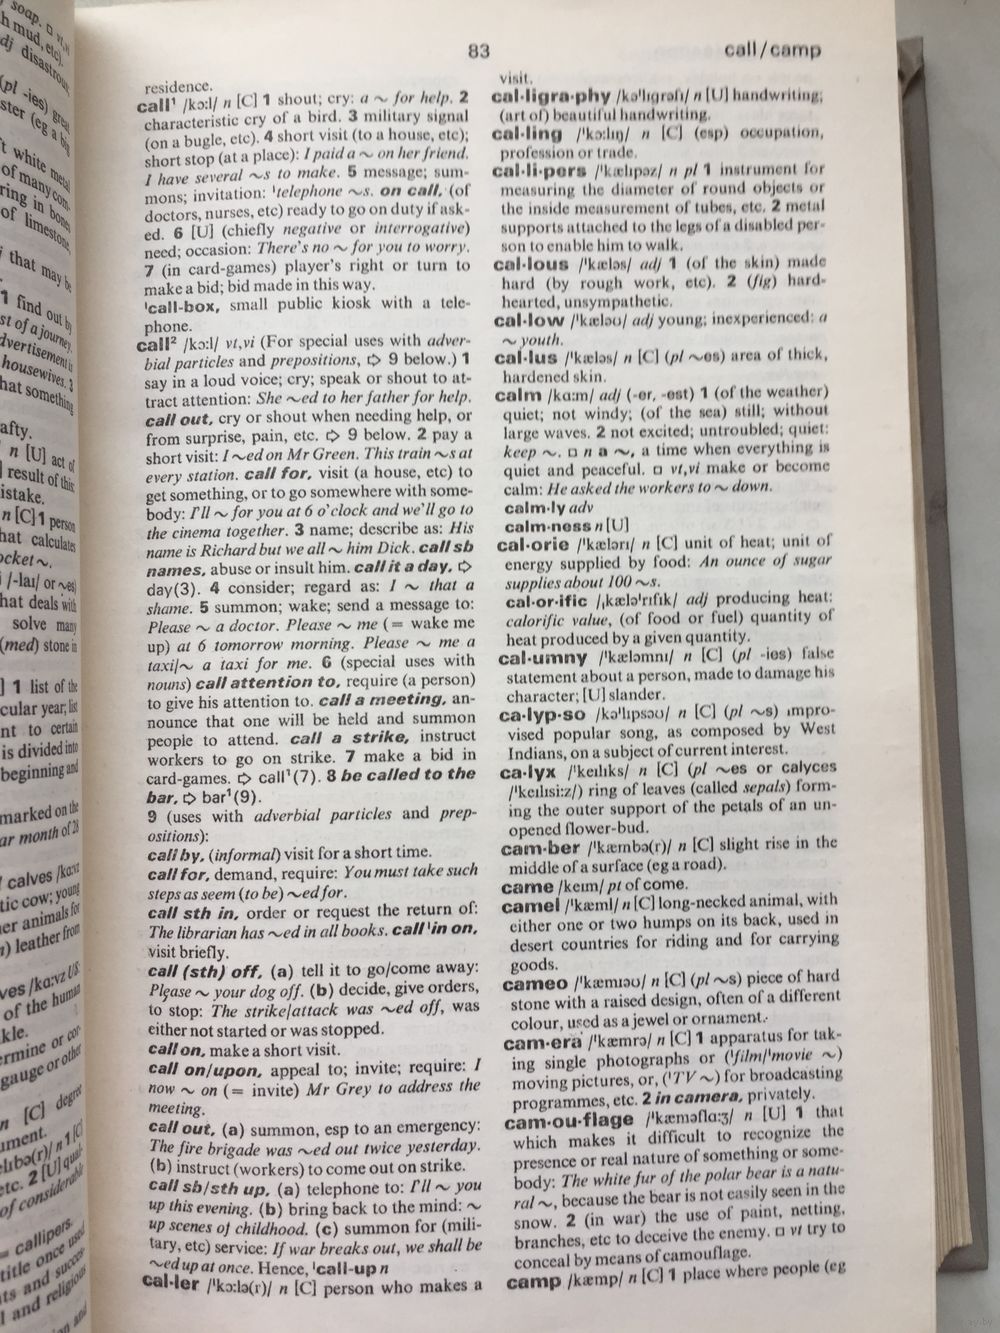 83
call/camp
residence.
call¹ /kɔːl/ n [C] 1 shout; cry: a ~ for help. 2
characteristic cry of a bird. 3 military signal
(on a bugle, etc). 4 short visit (to a house, etc);
short stop (at a place): I paid a ~ on her friend.
I have several ~s to make. 5 message; sum-
mons; invitation: ˈtelephone ~s. on call, (of
doctors, nurses, etc) ready to go on duty if ask-
ed. 6 [U] (chiefly negative or interrogative)
need; occasion: There's no ~ for you to worry.
7 (in card-games) player's right or turn to
make a bid; bid made in this way.
ˈcall-box, small public kiosk with a tele-
phone.
call² /kɔːl/ vt,vi (For special uses with adver-
bial particles and prepositions, ⇨ 9 below.) 1
say in a loud voice; cry; speak or shout to at-
tract attention: She ~ed to her father for help.
call out, cry or shout when needing help, or
from surprise, pain, etc. ⇨ 9 below. 2 pay a
short visit: I ~ed on Mr Green. This train ~s at
every station. call for, visit (a house, etc) to
get something, or to go somewhere with some-
body: I'll ~ for you at 6 o'clock and we'll go to
the cinema together. 3 name; describe as: His
name is Richard but we all ~ him Dick. call sb
names, abuse or insult him. call it a day, ⇨
day(3). 4 consider; regard as: I ~ that a
shame. 5 summon; wake; send a message to:
Please ~ a doctor. Please ~ me (= wake me
up) at 6 tomorrow morning. Please ~ me a
taxi/~ a taxi for me. 6 (special uses with
nouns) call attention to, require (a person)
to give his attention to. call a meeting, an-
nounce that one will be held and summon
people to attend. call a strike, instruct
workers to go on strike. 7 make a bid in
card-games. ⇨ call¹(7). 8 be called to the
bar, ⇨ bar¹(9).
9 (uses with adverbial particles and prep-
ositions):
call by, (informal) visit for a short time.
call for, demand, require: You must take such
steps as seem (to be) ~ed for.
call sth in, order or request the return of:
The librarian has ~ed in all books. call ˈin on,
visit briefly.
call (sth) off, (a) tell it to go/come away:
Please ~ your dog off. (b) decide, give orders,
to stop: The strike/attack was ~ed off, was
either not started or was stopped.
call on, make a short visit.
call on/upon, appeal to; invite; require: I
now ~ on (= invite) Mr Grey to address the
meeting.
call out, (a) summon, esp to an emergency:
The fire brigade was ~ed out twice yesterday.
(b) instruct (workers) to come out on strike.
call sb/sth up, (a) telephone to: I'll ~ you
up this evening. (b) bring back to the mind: ~
up scenes of childhood. (c) summon for (mili-
tary, etc) service: If war breaks out, we shall be
~ed up at once. Hence, ˈcall-up n
cal·ler /ˈkɔːlə(r)/ n [C] person who makes a
visit.
cal·ligra·phy /kəˈlɪɡrəfɪ/ n [U] handwriting;
(art of) beautiful handwriting.
cal·ling /ˈkɔːlɪŋ/ n [C] (esp) occupation,
profession or trade.
cal·li·pers /ˈkælɪpəz/ n pl 1 instrument for
measuring the diameter of round objects or
the inside measurement of tubes, etc. 2 metal
supports attached to the legs of a disabled per-
son to enable him to walk.
cal·lous /ˈkæləs/ adj 1 (of the skin) made
hard (by rough work, etc). 2 (fig) hard-
hearted, unsympathetic.
cal·low /ˈkæləʊ/ adj young; inexperienced: a
~ youth.
cal·lus /ˈkæləs/ n [C] (pl ~es) area of thick,
hardened skin.
calm /kɑːm/ adj (-er, -est) 1 (of the weather)
quiet; not windy; (of the sea) still; without
large waves. 2 not excited; untroubled; quiet:
keep ~. □ n a ~, a time when everything is
quiet and peaceful. □ vt,vi make or become
calm: He asked the workers to ~ down.
calm·ly adv
calm·ness n [U]
cal·orie /ˈkælərɪ/ n [C] unit of heat; unit of
energy supplied by food: An ounce of sugar
supplies about 100 ~s.
cal·or·ific /ˌkæləˈrɪfɪk/ adj producing heat:
calorific value, (of food or fuel) quantity of
heat produced by a given quantity.
cal·umny /ˈkæləmnɪ/ n [C] (pl -ies) false
statement about a person, made to damage his
character; [U] slander.
ca·lyp·so /kəˈlɪpsəʊ/ n [C] (pl ~s) impro-
vised popular song, as composed by West
Indians, on a subject of current interest.
ca·lyx /ˈkeɪlɪks/ n [C] (pl ~es or calyces
/ˈkeɪlɪsiːz/) ring of leaves (called sepals) form-
ing the outer support of the petals of an un-
opened flower-bud.
cam·ber /ˈkæmbə(r)/ n [C] slight rise in the
middle of a surface (eg a road).
came /keɪm/ pt of come.
camel /ˈkæml/ n [C] long-necked animal, with
either one or two humps on its back, used in
desert countries for riding and for carrying
goods.
cameo /ˈkæmɪəʊ/ n [C] (pl ~s) piece of hard
stone with a raised design, often of a different
colour, used as a jewel or ornament.
cam·era /ˈkæmrə/ n [C] 1 apparatus for tak-
ing single photographs or (ˈfilm/ˈmovie ~)
moving pictures, or, (ˈTV ~) for broadcasting
programmes, etc. 2 in camera, privately.
cam·ou·flage /ˈkæməflɑːʒ/ n [U] 1 that
which makes it difficult to recognize the
presence or real nature of something or some-
body: The white fur of the polar bear is a natu-
ral ~, because the bear is not easily seen in the
snow. 2 (in war) the use of paint, netting,
branches, etc to deceive the enemy. □ vt try to
conceal by means of camouflage.
camp /kæmp/ n [C] 1 place where people (eg